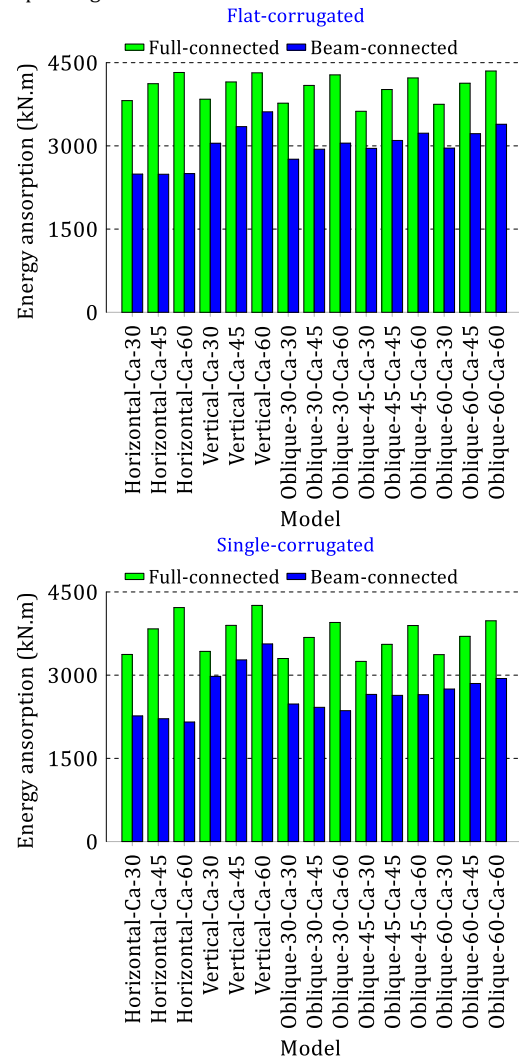 Flat-corrugated
Full-connected Beam-connected
Energy ansorption (kN.m)
4500
3000
1500
0
Horizontal-Ca-30
Horizontal-Ca-45
Horizontal-Ca-60
Vertical-Ca-30
Vertical-Ca-45
Vertical-Ca-60
Oblique-30-Ca-30
Oblique-30-Ca-45
Oblique-30-Ca-60
Oblique-45-Ca-30
Oblique-45-Ca-45
Oblique-45-Ca-60
Oblique-60-Ca-30
Oblique-60-Ca-45
Oblique-60-Ca-60
Model
Single-corrugated
Full-connected Beam-connected
Energy ansorption (kN.m)
4500
3000
1500
0
Horizontal-Ca-30
Horizontal-Ca-45
Horizontal-Ca-60
Vertical-Ca-30
Vertical-Ca-45
Vertical-Ca-60
Oblique-30-Ca-30
Oblique-30-Ca-45
Oblique-30-Ca-60
Oblique-45-Ca-30
Oblique-45-Ca-45
Oblique-45-Ca-60
Oblique-60-Ca-30
Oblique-60-Ca-45
Oblique-60-Ca-60
Model